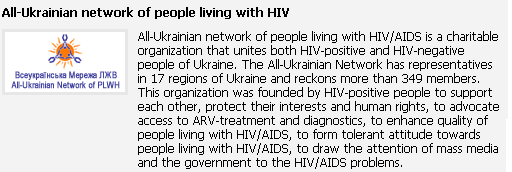 All-Ukrainian network of people living with HIV
Всеукраїнська Мережа ЛЖВ
All-Ukrainian Network of PLWH
All-Ukrainian network of people living with HIV/AIDS is a charitable
organization that unites both HIV-positive and HIV-negative
people of Ukraine. The All-Ukrainian Network has representatives
in 17 regions of Ukraine and reckons more than 349 members.
This organization was founded by HIV-positive people to support
each other, protect their interests and human rights, to advocate
access to ARV-treatment and diagnostics, to enhance quality of
people living with HIV/AIDS, to form tolerant attitude towards
people living with HIV/AIDS, to draw the attention of mass media
and the government to the HIV/AIDS problems.